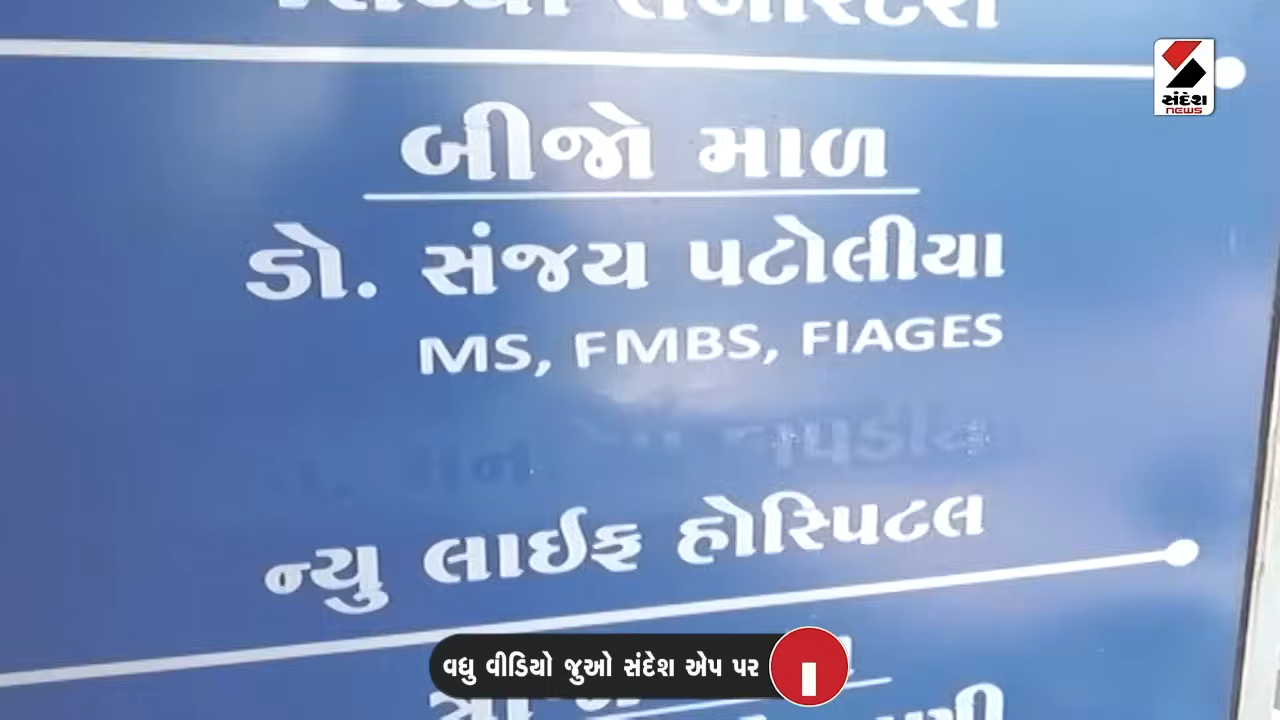 સંદેશ
NEWS
બીજો માળ
ડો. સંજય પટોલીયા
MS, FMBS, FIAGES
ન્યુ લાઈફ હોસ્પિટલ
વધુ વીડિયો જુઓ સંદેશ એપ પર